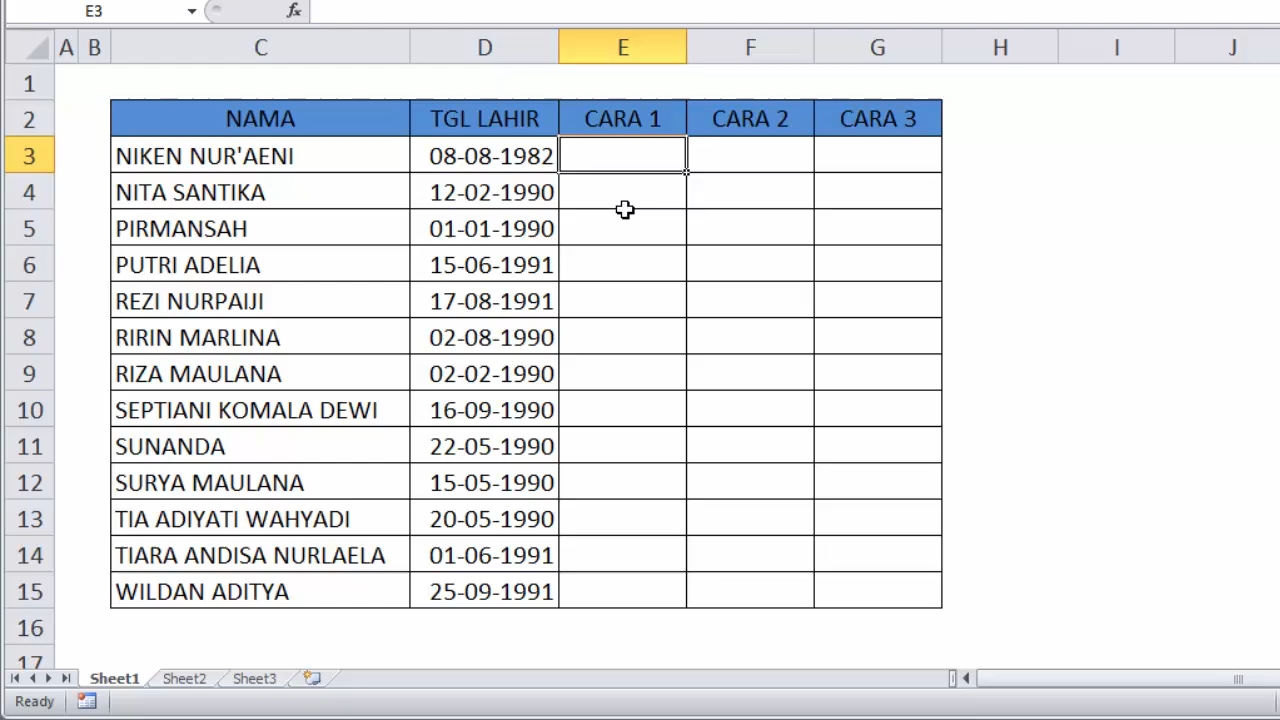 E3 fx
A B C D E F G H I J
1
2 NAMA TGL LAHIR CARA 1 CARA 2 CARA 3
3 NIKEN NUR'AENI 08-08-1982
4 NITA SANTIKA 12-02-1990
5 PIRMANSAH 01-01-1990
6 PUTRI ADELIA 15-06-1991
7 REZI NURPAIJI 17-08-1991
8 RIRIN MARLINA 02-08-1990
9 RIZA MAULANA 02-02-1990
10 SEPTIANI KOMALA DEWI 16-09-1990
11 SUNANDA 22-05-1990
12 SURYA MAULANA 15-05-1990
13 TIA ADIYATI WAHYADI 20-05-1990
14 TIARA ANDISA NURLAELA 01-06-1991
15 WILDAN ADITYA 25-09-1991
16
17
Sheet1 Sheet2 Sheet3
Ready